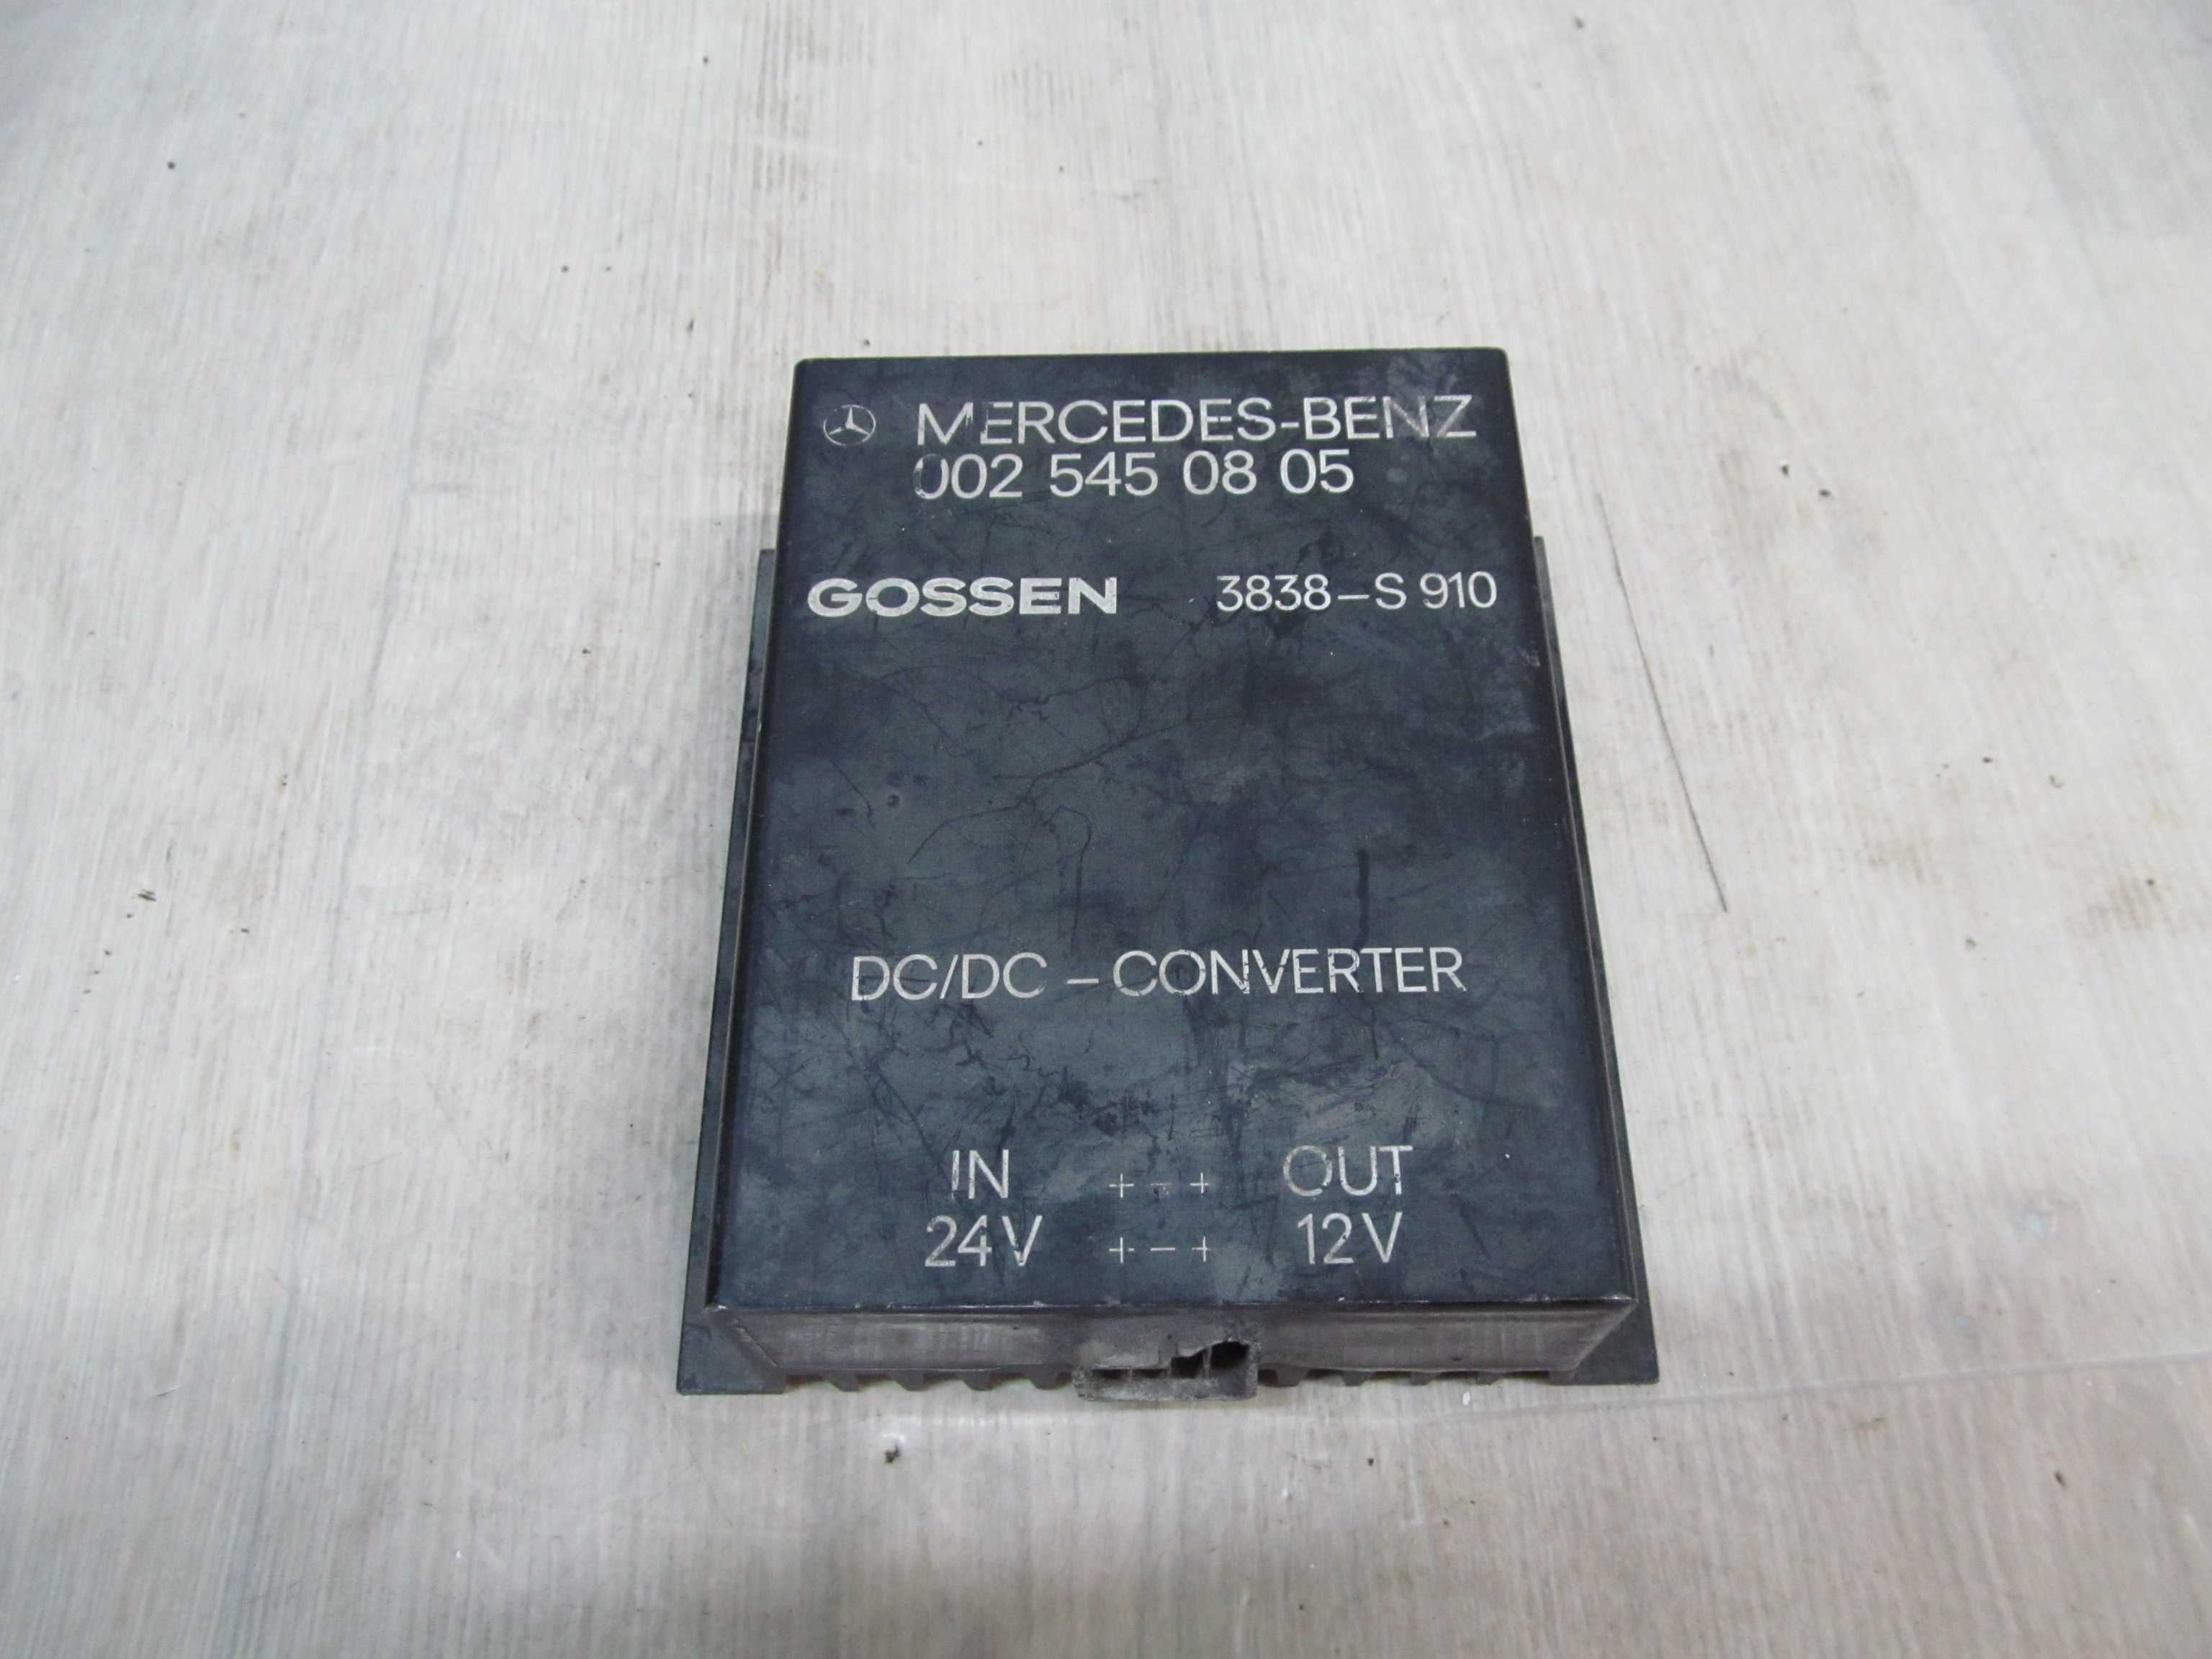 MERCEDES-BENZ
002 545 08 05
GOSSEN 3838-S 910
DC/DC - CONVERTER
IN + - + OUT
24V + - + 12V